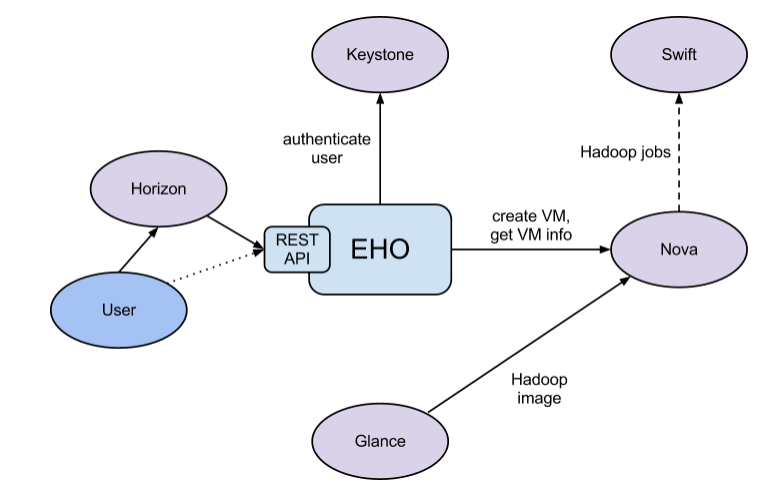 Keystone
Swift
authenticate
user
Hadoop jobs
Horizon
REST
API
EHO
create VM,
get VM info
Nova
User
Hadoop
image
Glance